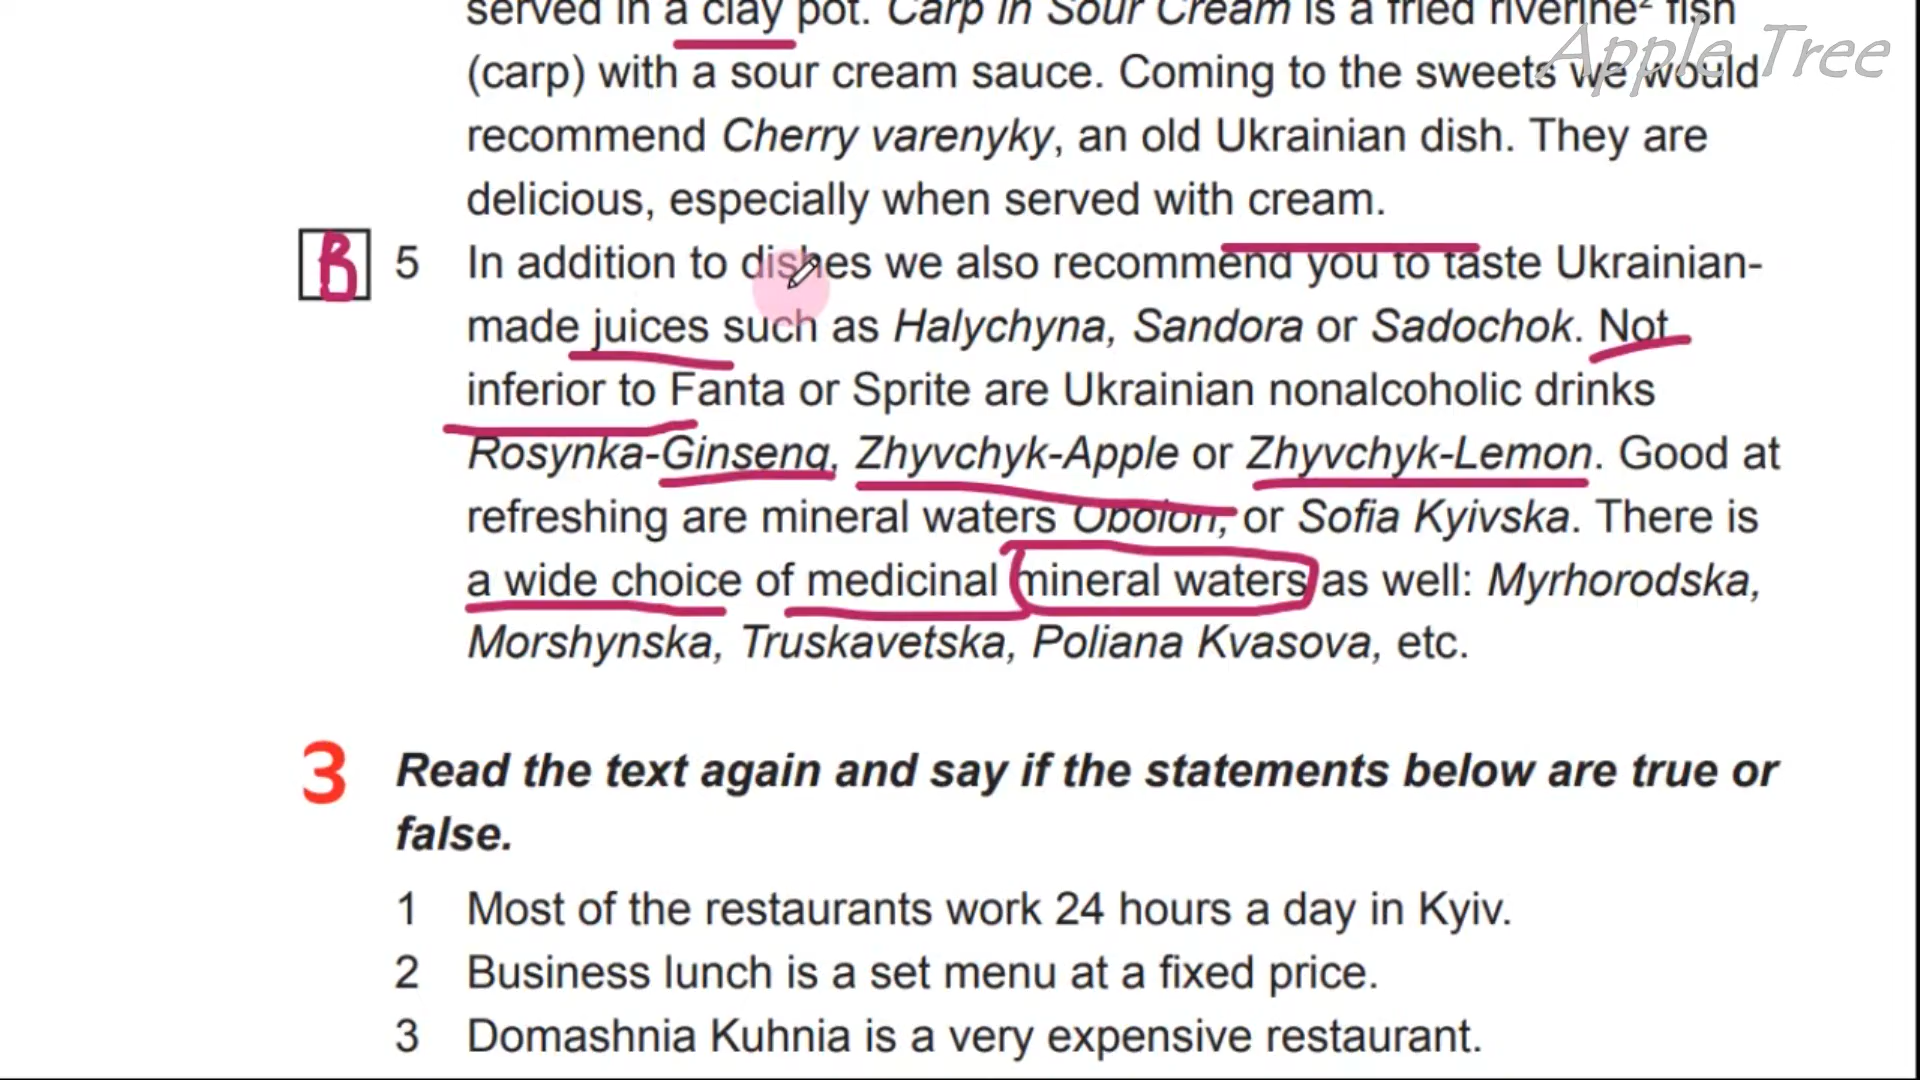 served in a clay pot. Carp in Sour Cream is a fried riverine² fish
Apple Tree
(carp) with a sour cream sauce. Coming to the sweets we would
recommend Cherry varenyky, an old Ukrainian dish. They are
delicious, especially when served with cream.
B 5 In addition to dishes we also recommend you to taste Ukrainian-
made juices such as Halychyna, Sandora or Sadochok. Not
inferior to Fanta or Sprite are Ukrainian nonalcoholic drinks
Rosynka-Ginseng, Zhyvchyk-Apple or Zhyvchyk-Lemon. Good at
refreshing are mineral waters Obolon, or Sofia Kyivska. There is
a wide choice of medicinal mineral waters as well: Myrhorodska,
Morshynska, Truskavetska, Poliana Kvasova, etc.
3 Read the text again and say if the statements below are true or
false.
1 Most of the restaurants work 24 hours a day in Kyiv.
2 Business lunch is a set menu at a fixed price.
3 Domashnia Kuhnia is a very expensive restaurant.